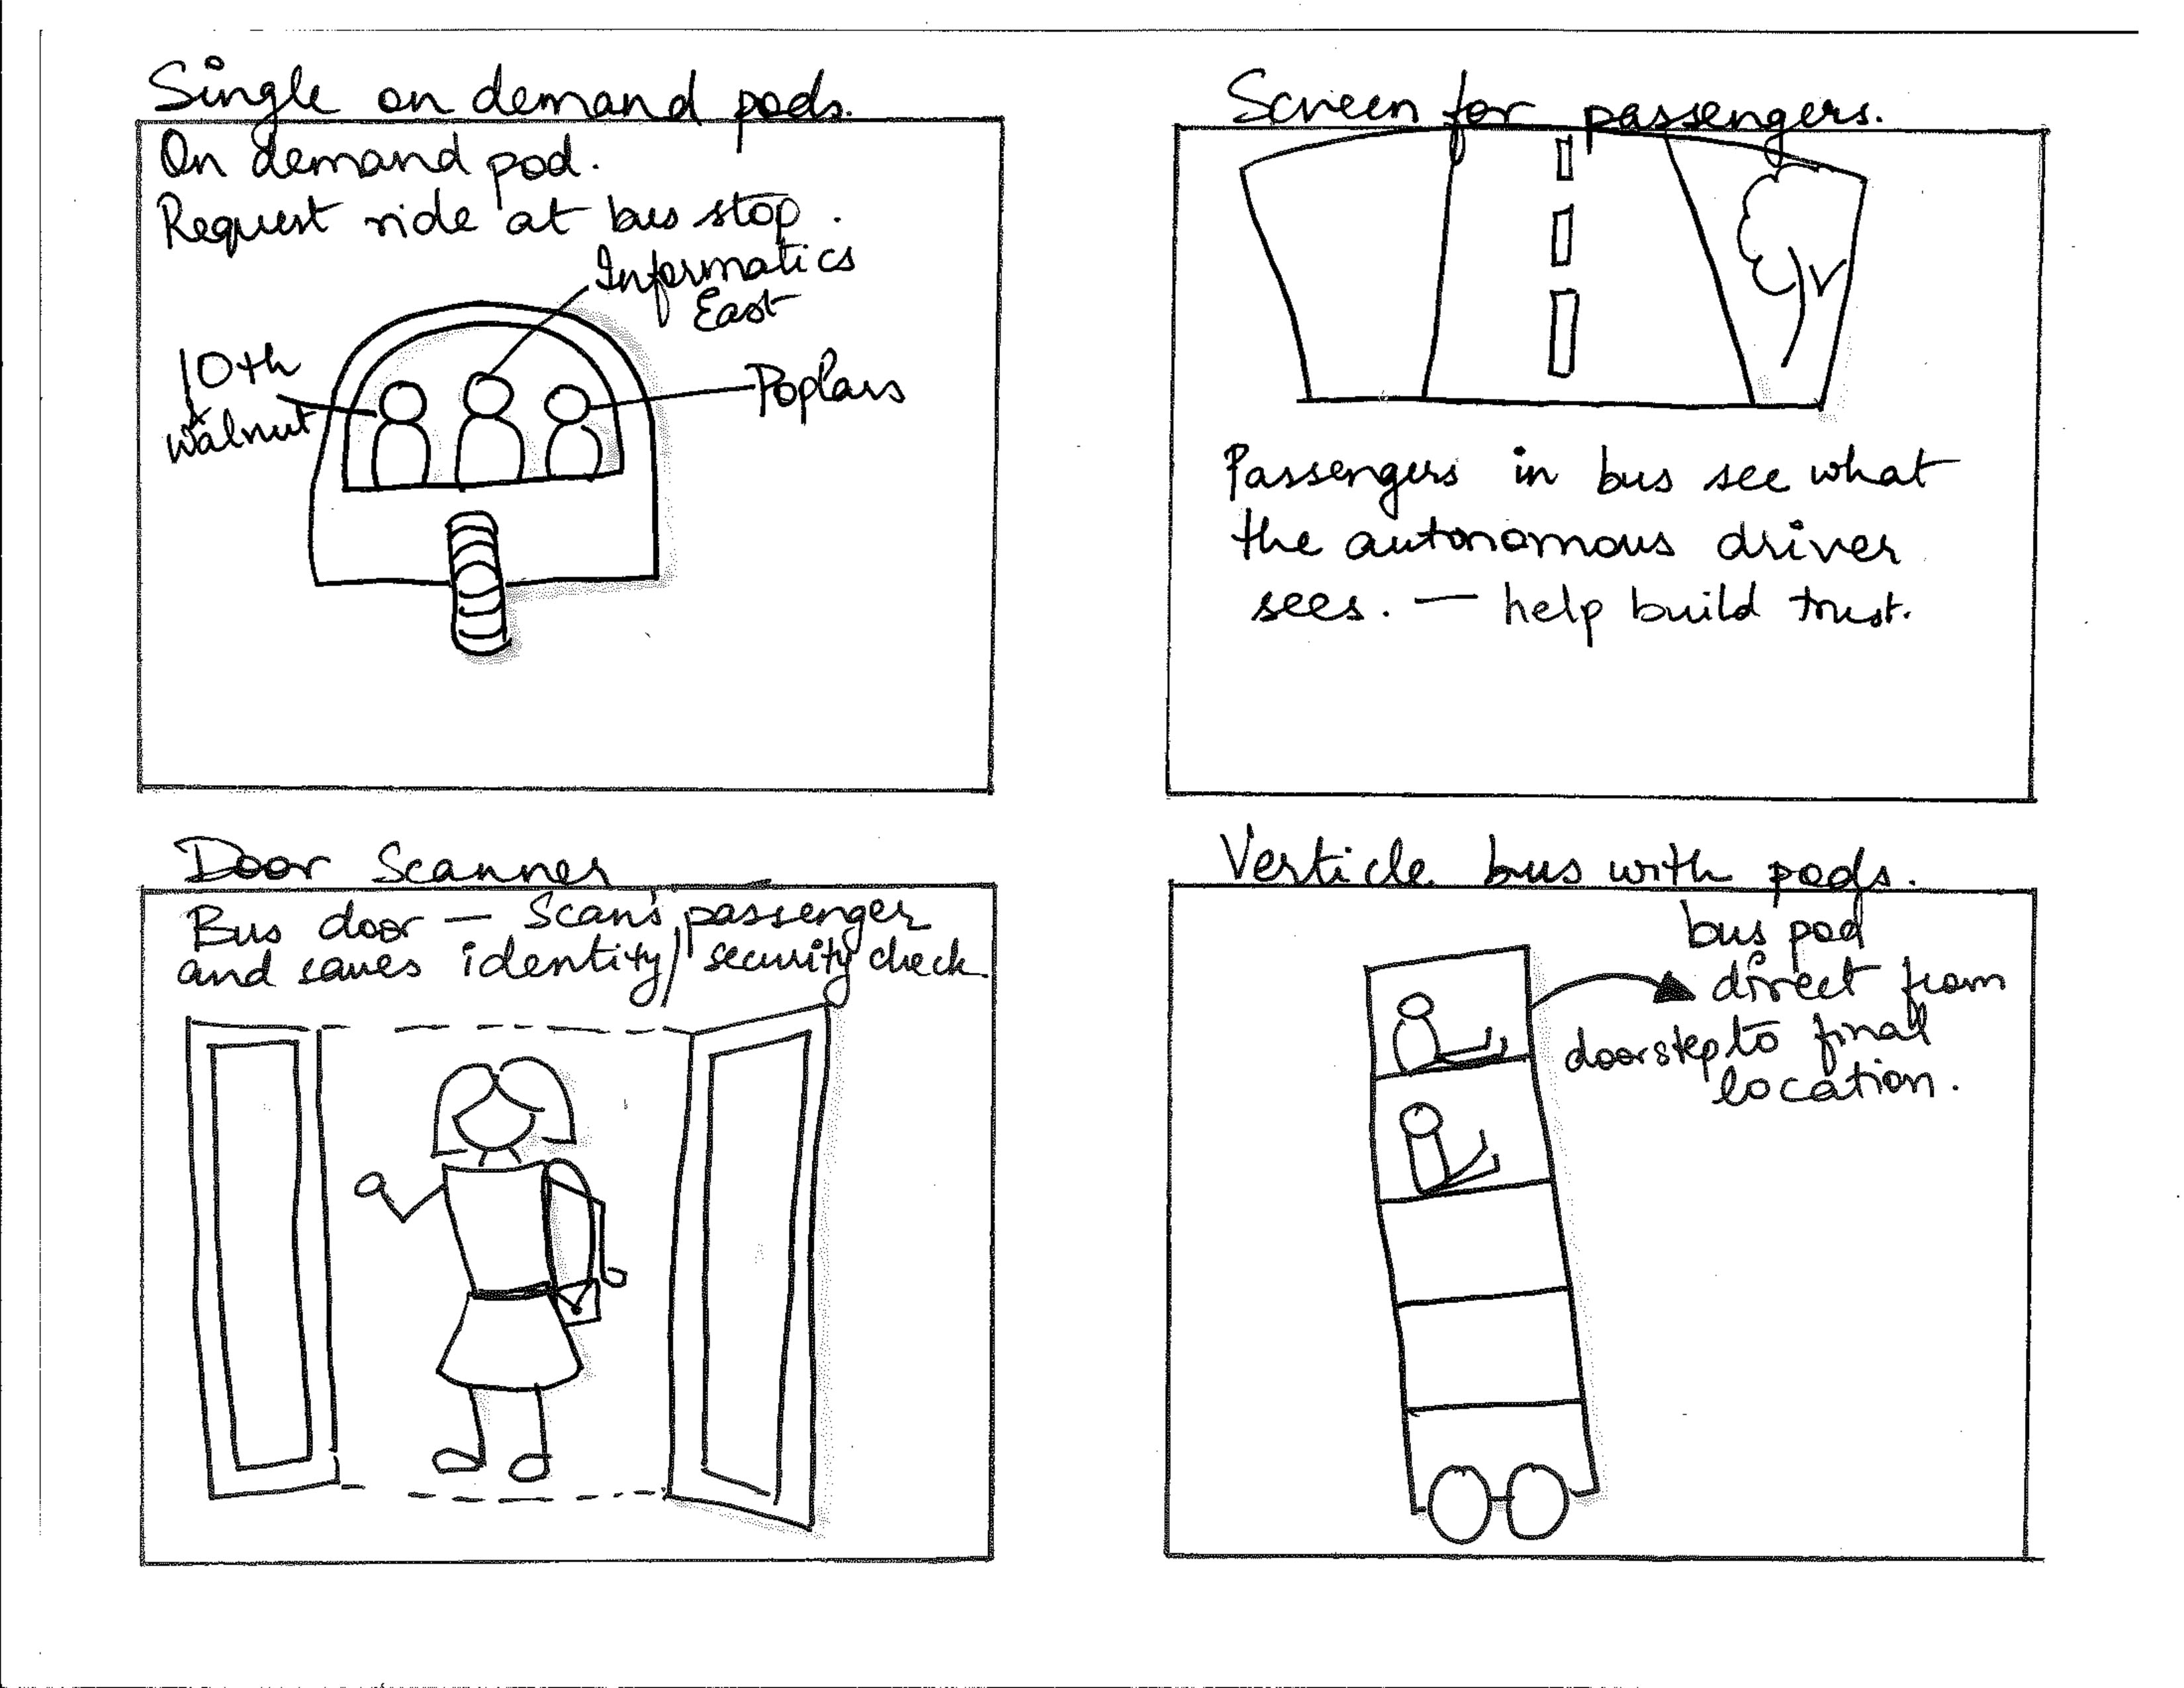 Single on demand pods.
On demand pod.
Request ride at bus stop.
Informatics
East
10th
&
Walnut
Poplars
Screen for passengers.
Passengers in bus see what
the autonomous driver
sees. — help build trust.
Door Scanner
Bus door — Scans passenger
and saves identity/security check.
Verticle bus with pods.
bus pod
direct from
doorstep to final
location.